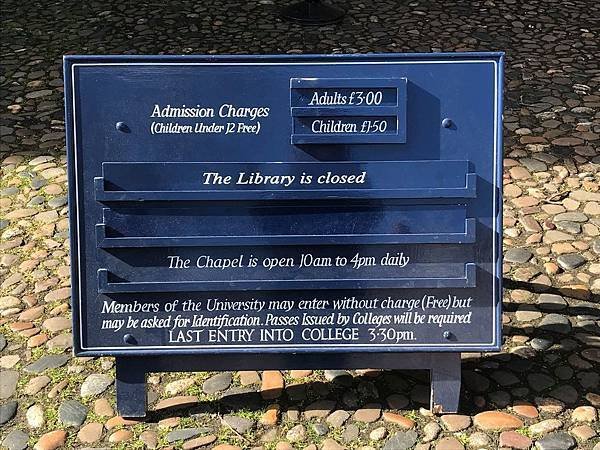 Admission Charges
(Children Under 12 Free)
Adults £3·00
Children £1·50
The Library is closed
The Chapel is open 10am to 4pm daily
Members of the University may enter without charge (Free) but
may be asked for Identification. Passes Issued by Colleges will be required
LAST ENTRY INTO COLLEGE 3·30pm.